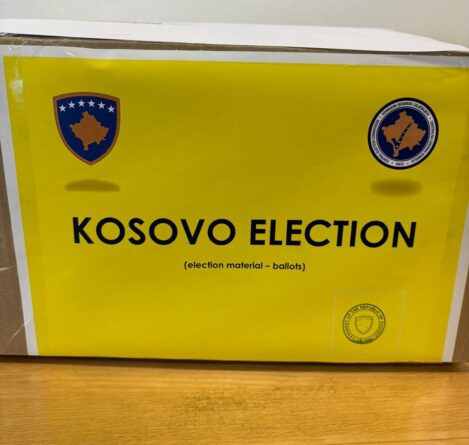 KOSOVO ELECTION
(election material – ballots)